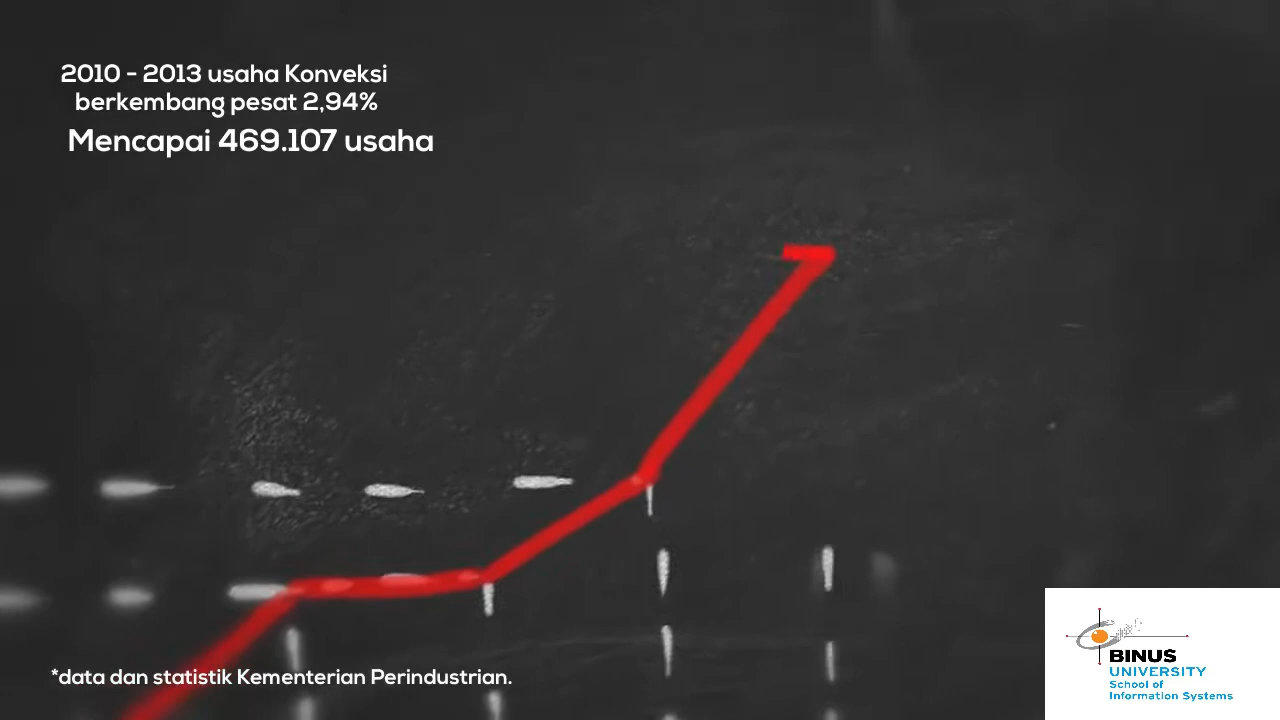 2010 - 2013 usaha Konveksi
berkembang pesat 2,94%
Mencapai 469.107 usaha
*data dan statistik Kementerian Perindustrian.
BINUS
UNIVERSITY
School of
Information Systems